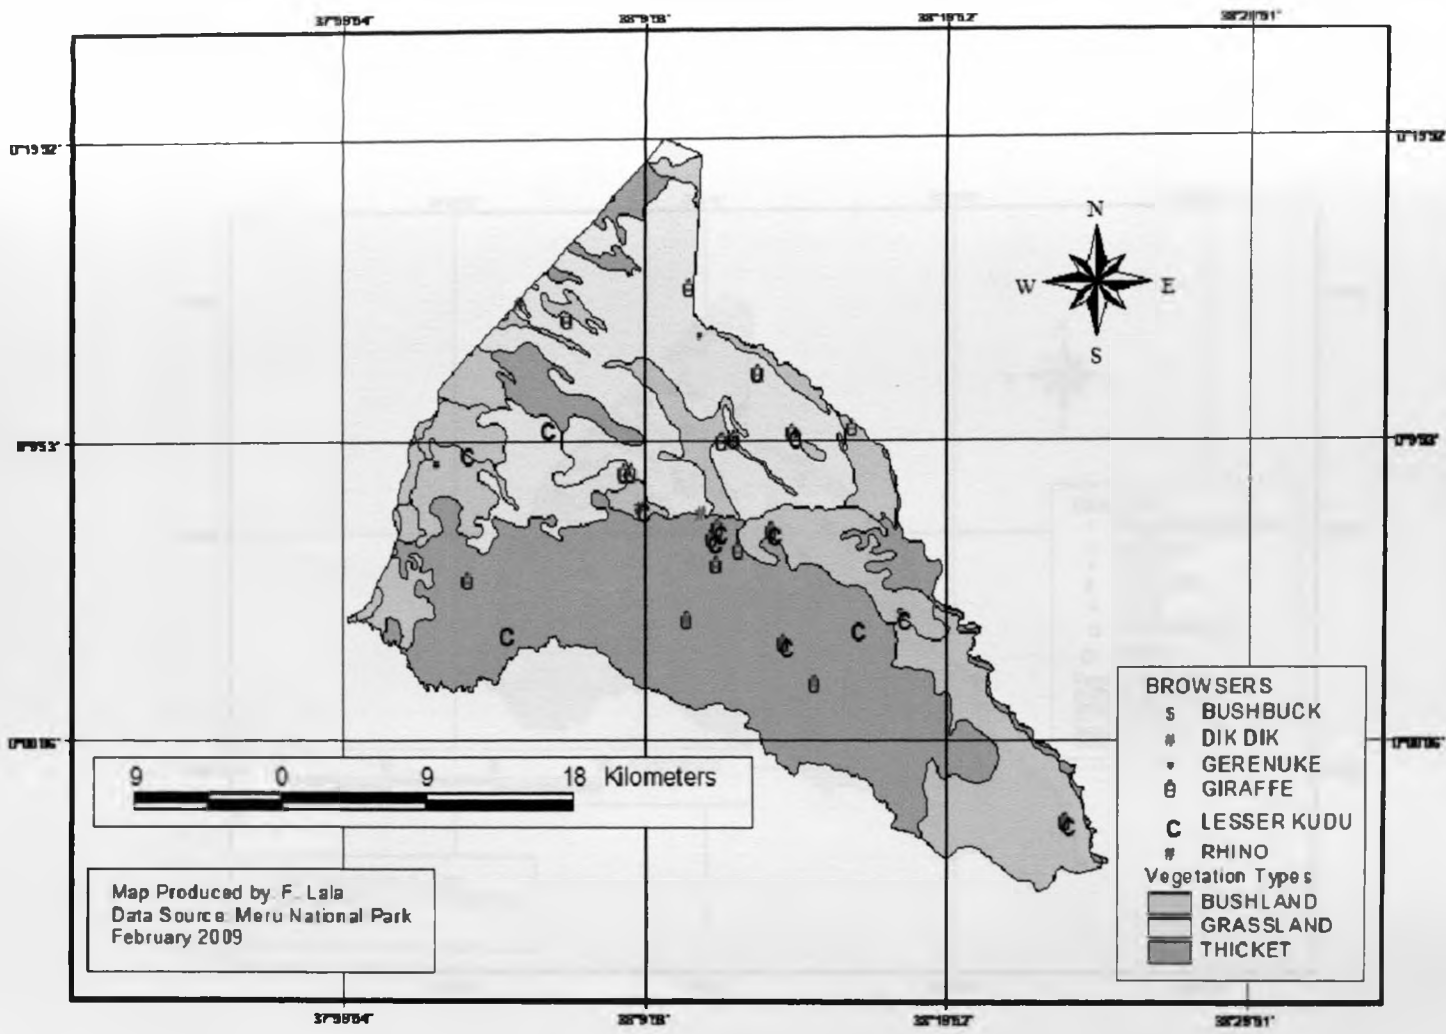 N
W E
S
BROWSERS
S BUSHBUCK
# DIK DIK
GERENUKE
GIRAFFE
C LESSER KUDU
# RHINO
Vegetation Types
BUSHLAND
GRASSLAND
THICKET
9 0 9 18 Kilometers
Map Produced by F. Lala
Data Source: Meru National Park
February 2009